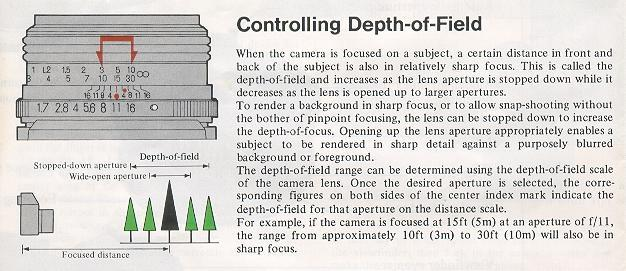 Controlling Depth-of-Field
When the camera is focused on a subject, a certain distance in front and
back of the subject is also in relatively sharp focus. This is called the
depth-of-field and increases as the lens aperture is stopped down while it
decreases as the lens is opened up to larger apertures.
To render a background in sharp focus, or to allow snap-shooting without
the bother of pinpoint focusing, the lens can be stopped down to increase
the depth-of-focus. Opening up the lens aperture appropriately enables a
subject to be rendered in sharp detail against a purposely blurred
background or foreground.
The depth-of-field range can be determined using the depth-of-field scale
of the camera lens. Once the desired aperture is selected, the corre-
sponding figures on both sides of the center index mark indicate the
depth-of-field for that aperture on the distance scale.
For example, if the camera is focused at 15ft (5m) at an aperture of f/11,
the range from approximately 10ft (3m) to 30ft (10m) will also be in
sharp focus.
1 1.2 1.5 2 3 5 10 ∞
3 4 5 7 10 15 30
16 11 8 4 4 8 11 16
1.7 2.8 4 5.6 8 11 16
Depth-of-field
Stopped-down aperture
Wide-open aperture
Focused distance